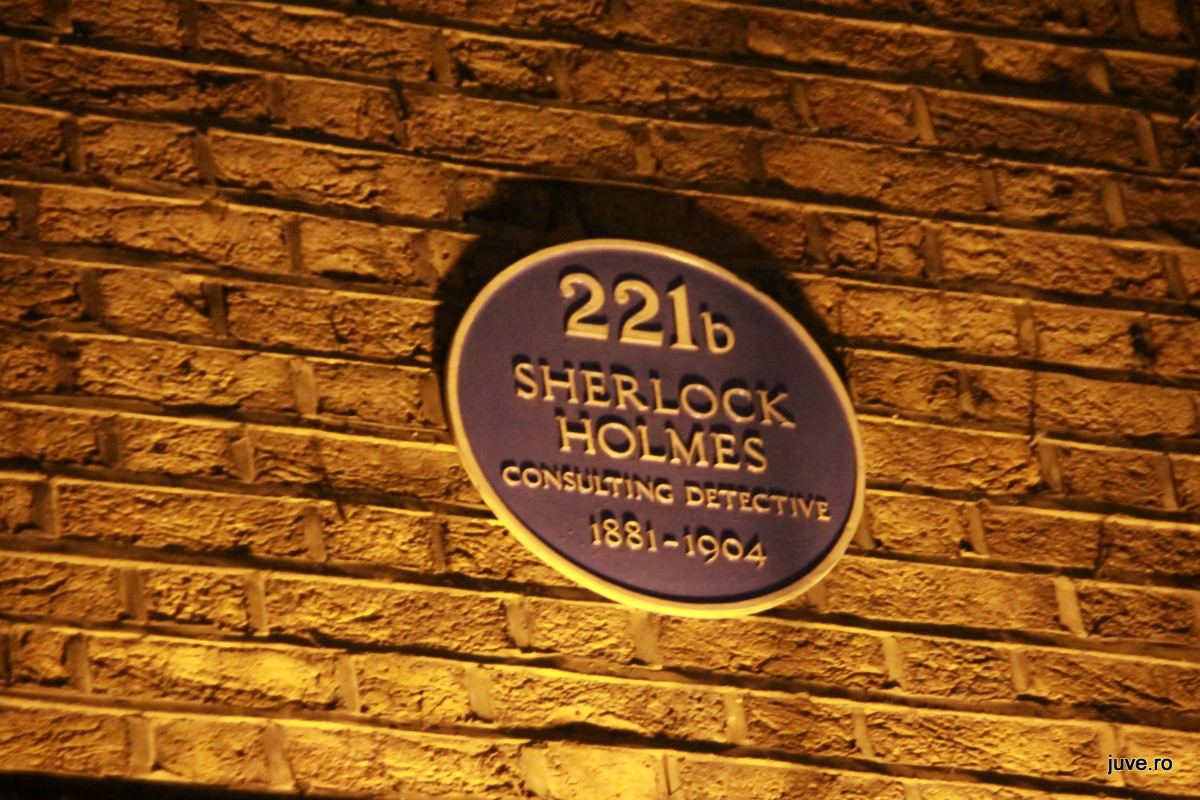 221b
SHERLOCK
HOLMES
CONSULTING DETECTIVE
1881-1904
juve.ro